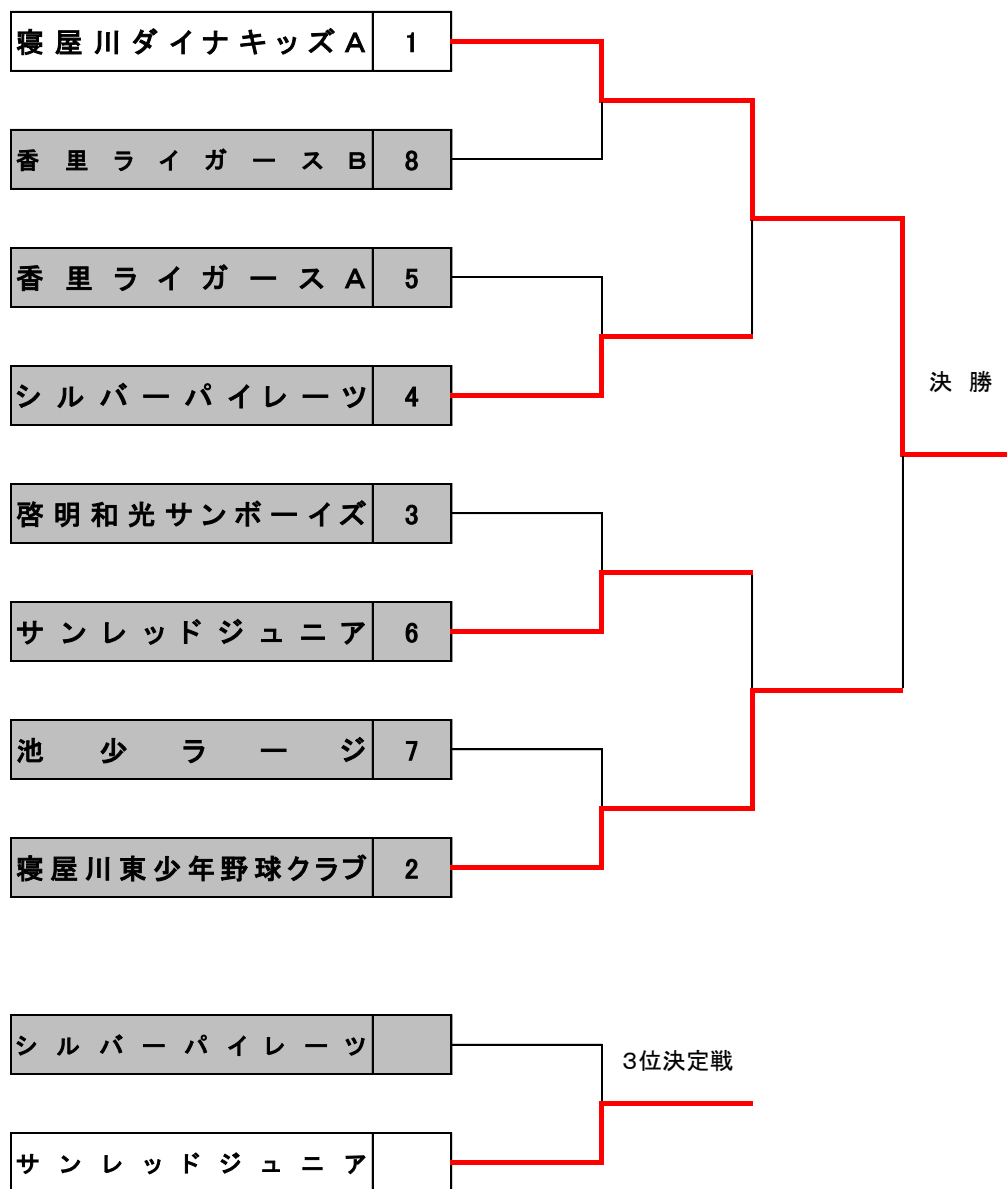 寝屋川ダイナキッズA 1
香里ライガースB 8
香里ライガースA 5
シルバーパイレーツ 4
決勝
啓明和光サンボーイズ 3
サンレッドジュニア 6
池少ラージ 7
寝屋川東少年野球クラブ 2
シルバーパイレーツ
3位決定戦
サンレッドジュニア